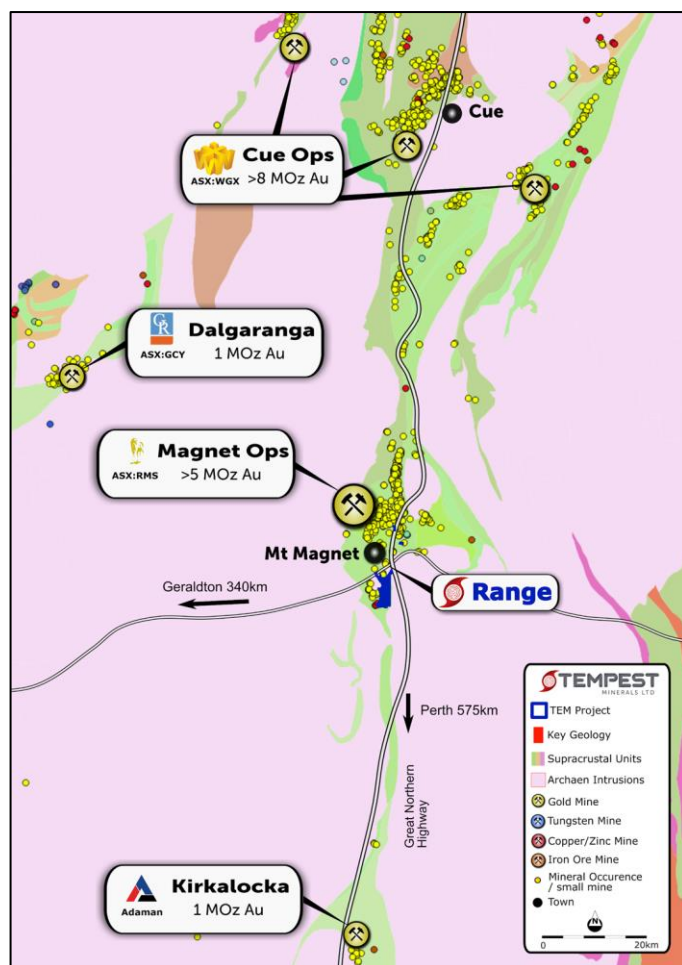 Cue
Cue Ops
ASX:WGX
>8 MOz Au
GR
Dalgaranga
ASX:GCY
1 MOz Au
Magnet Ops
ASX:RMS
>5 MOz Au
Mt Magnet
Geraldton 340km
Range
Perth 575km
Great Northern
Highway
Kirkalocka
Adaman
1 MOz Au
TEMPEST
MINERALS LTD
TEM Project
Key Geology
Supracrustal Units
Archaen Intrusions
Gold Mine
Tungsten Mine
Copper/Zinc Mine
Iron Ore Mine
Mineral Occurence
/ small mine
Town
N
0 20km